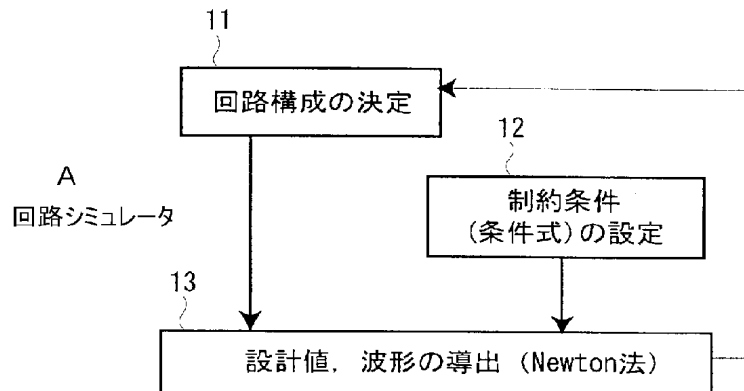 11
回路構成の決定
12
A
回路シミュレータ
制約条件
(条件式)の設定
13
設計値, 波形の導出 (Newton法)